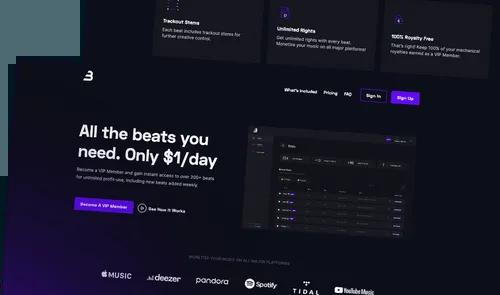 Trackout Stems
Each beat includes trackout stems for
further creative control.
Unlimited Rights
Get unlimited rights with every beat.
Monetize your music on all major platforms!
100% Royalty Free
That's right! Keep 100% of your mechanical
royalties earned as a VIP Member.
What's Included
Pricing
FAQ
Sign In
Sign Up
All the beats you
need. Only $1/day
Become a VIP Member and gain instant access to over 200+ beats
for unlimited profit-use, including new beats added weekly.
Become A VIP Member
See How It Works
MONETIZE YOUR MUSIC ON ALL MAJOR PLATFORMS
MUSIC
deezer
pandora
Spotify
TIDAL
YouTube Music